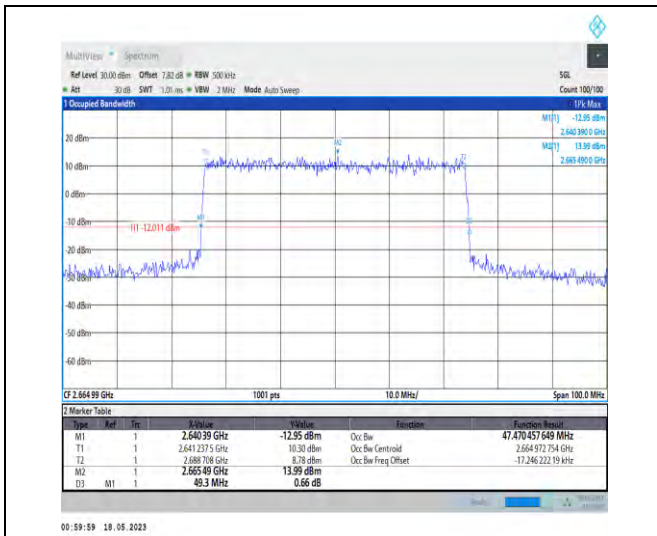 MultiView Spectrum
Ref Level 30.00 dBm Offset 7.82 dB RBW 500 kHz SGL
Att 30 dB SWT 1.01 ms VBW 2 MHz Mode Auto Sweep Count 100/100
1 Occupied Bandwidth 1Pk Max
M1[1] -12.95 dBm
2.640 390 0 GHz
20 dBm M2 M2[1] 13.99 dBm
2.665 490 0 GHz
T1 T2
10 dBm
0 dBm
-10 dBm M1 D3
H1 -12.011 dBm
-20 dBm
-30 dBm
-40 dBm
-50 dBm
-60 dBm
CF 2.664 99 GHz 1001 pts 10.0 MHz/ Span 100.0 MHz
2 Marker Table
Type Ref Trc X-Value Y-Value Function Function Result
M1 1 2.640 39 GHz -12.95 dBm Occ Bw 47.470 457 649 MHz
T1 1 2.641 237 5 GHz 10.30 dBm Occ Bw Centroid 2.664 972 754 GHz
T2 1 2.688 708 GHz 8.78 dBm Occ Bw Freq Offset -17.246 222 19 kHz
M2 1 2.665 49 GHz 13.99 dBm
D3 M1 1 49.3 MHz 0.66 dB
00:59:59 18.05.2023